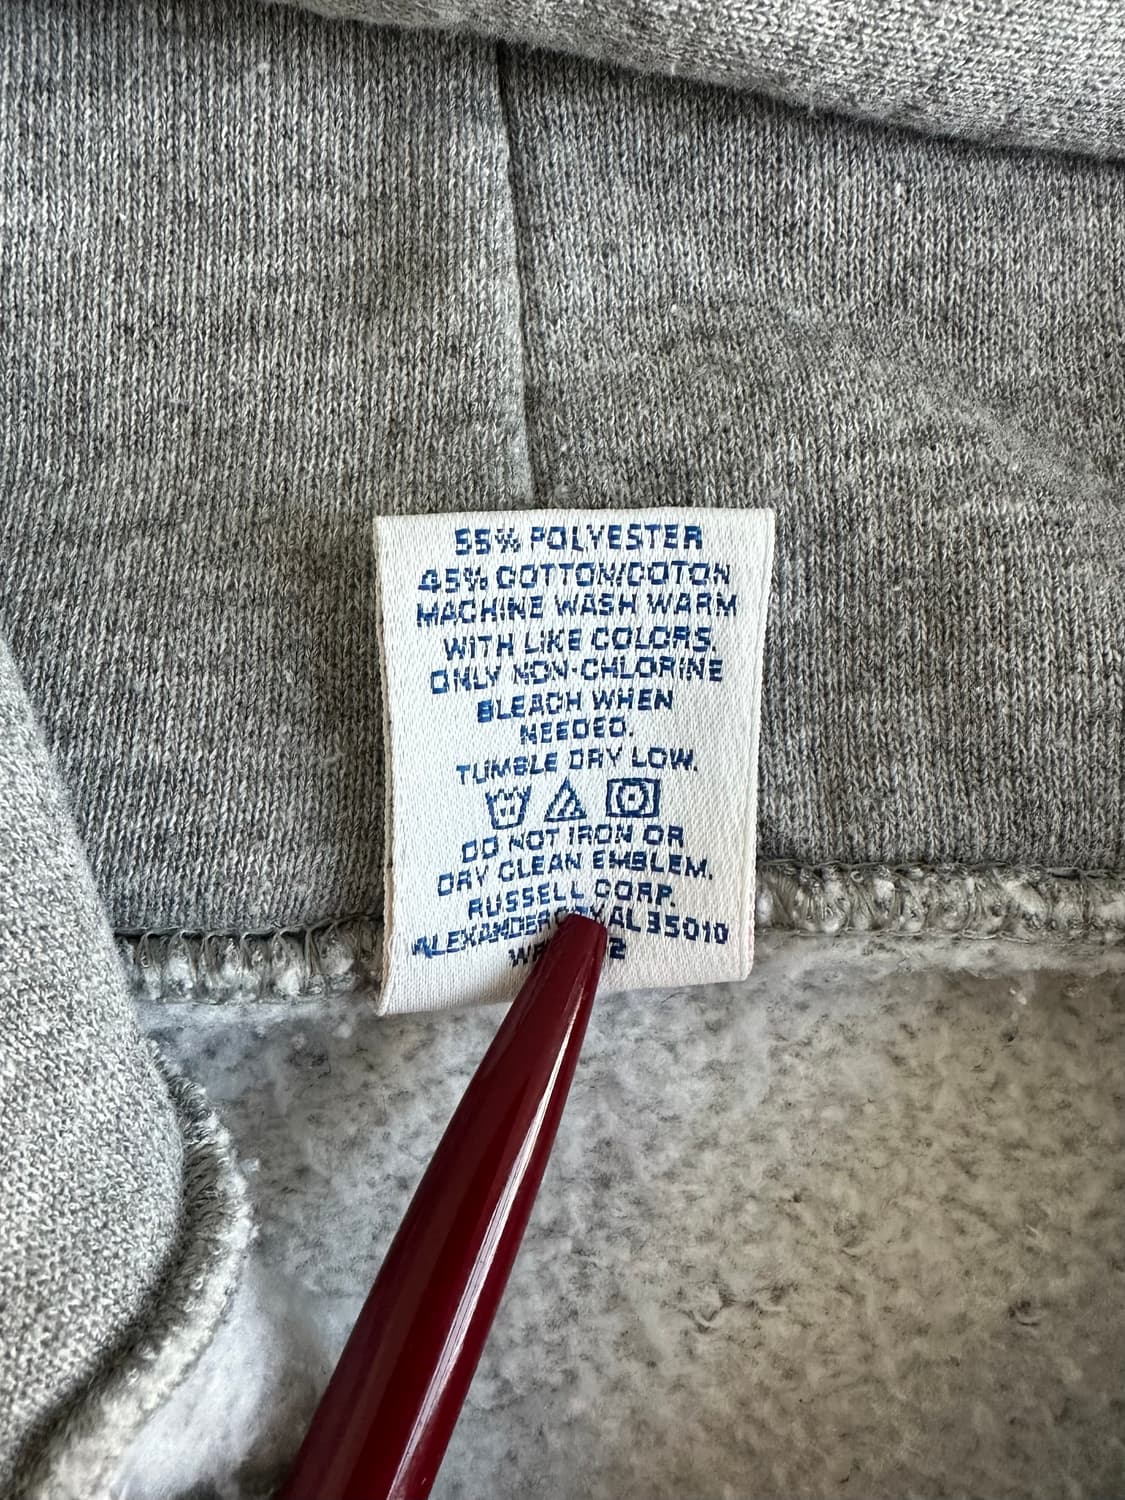 55% POLYESTER
45% COTTON/COTON
MACHINE WASH WARM
WITH LIKE COLORS.
ONLY NON-CHLORINE
BLEACH WHEN
NEEDED.
TUMBLE DRY LOW.
DO NOT IRON OR
DRY CLEAN EMBLEM.
RUSSELL CORP.
ALEXANDER AL 35010